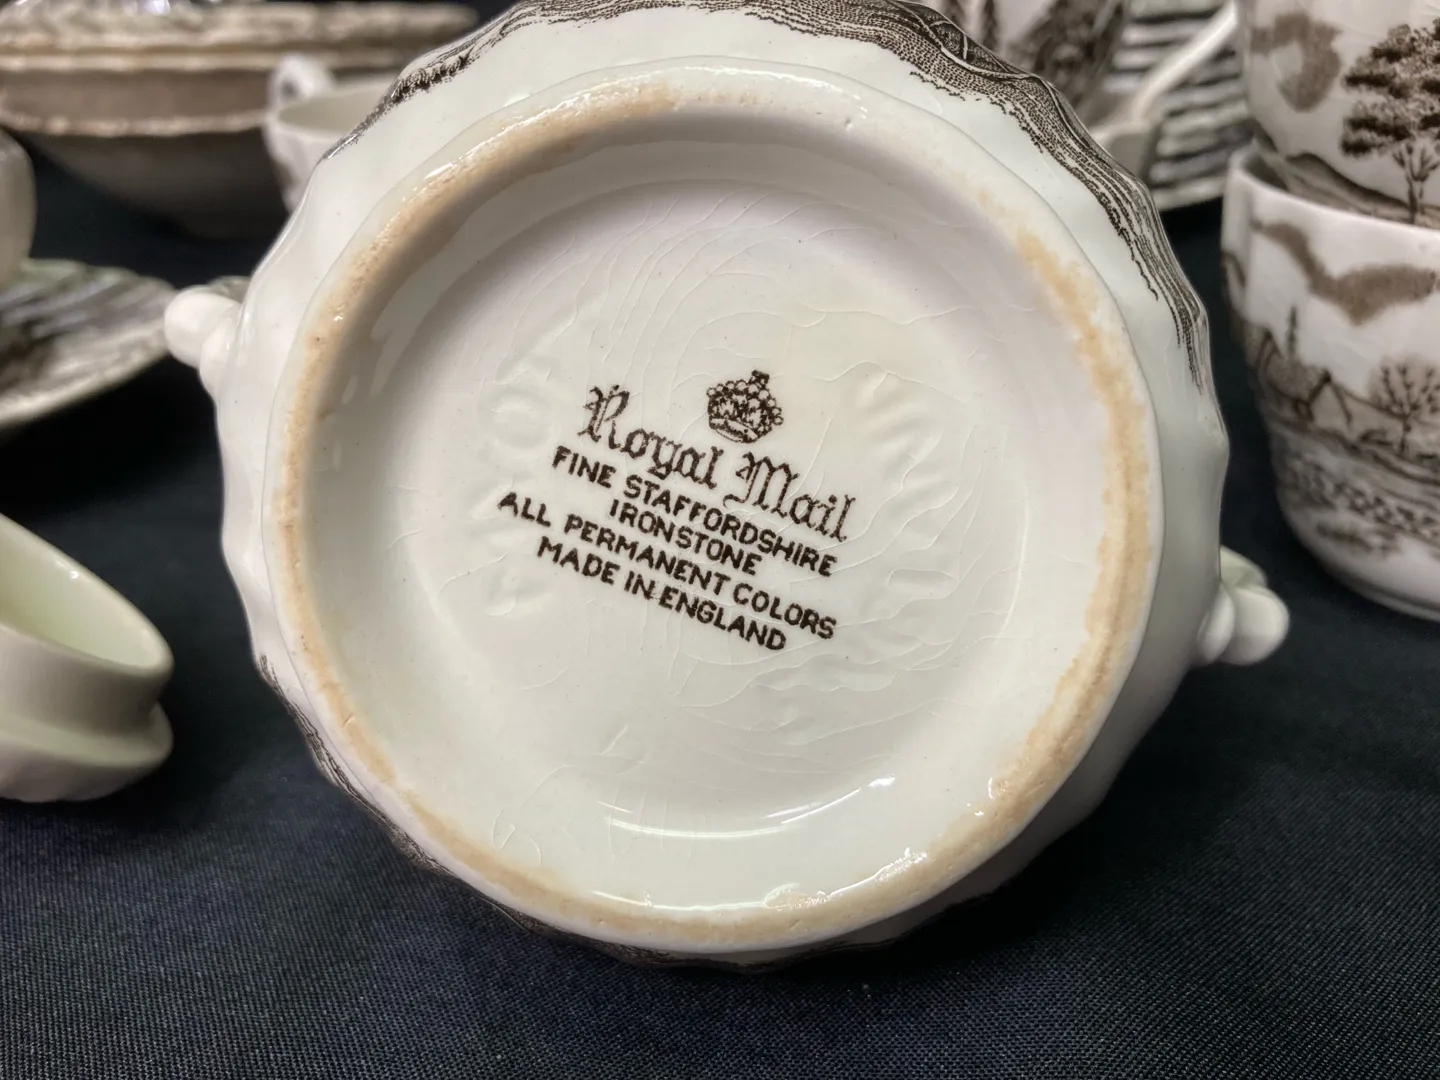 Royal Mail
FINE STAFFORDSHIRE
IRONSTONE
ALL PERMANENT COLORS
MADE IN ENGLAND